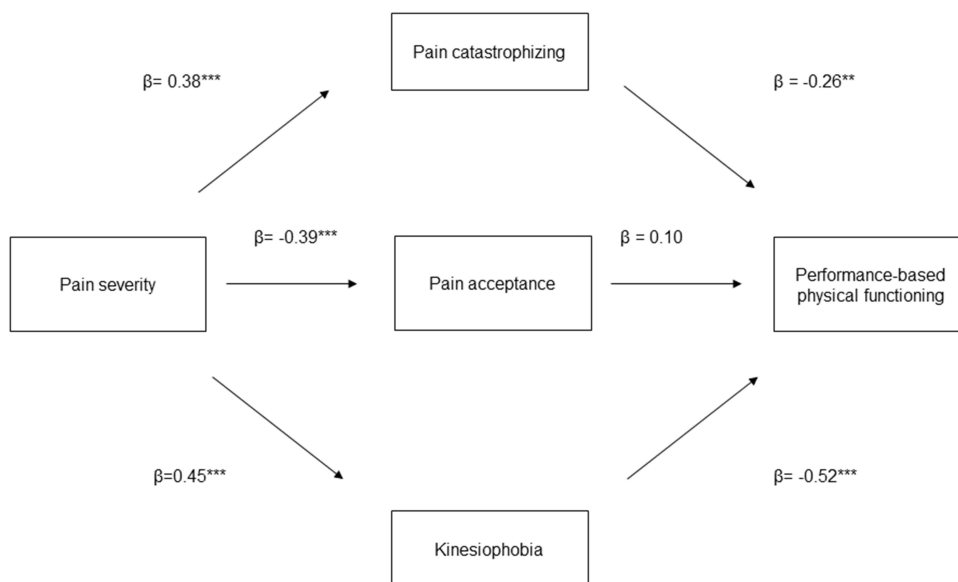 Pain catastrophizing
β= 0.38***
β = -0.26**
β= -0.39***
β = 0.10
Pain severity
Pain acceptance
Performance-based
physical functioning
β=0.45***
β= -0.52***
Kinesiophobia